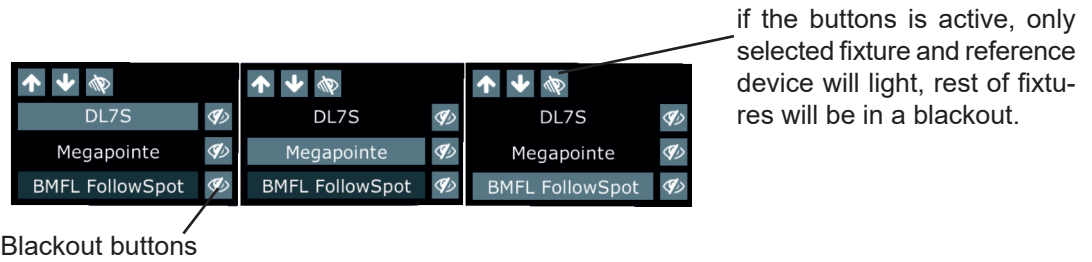 if the buttons is active, only
selected fixture and reference
device will light, rest of fixtu-
res will be in a blackout.
DL7S
Megapointe
BMFL FollowSpot
DL7S
Megapointe
BMFL FollowSpot
DL7S
Megapointe
BMFL FollowSpot
Blackout buttons